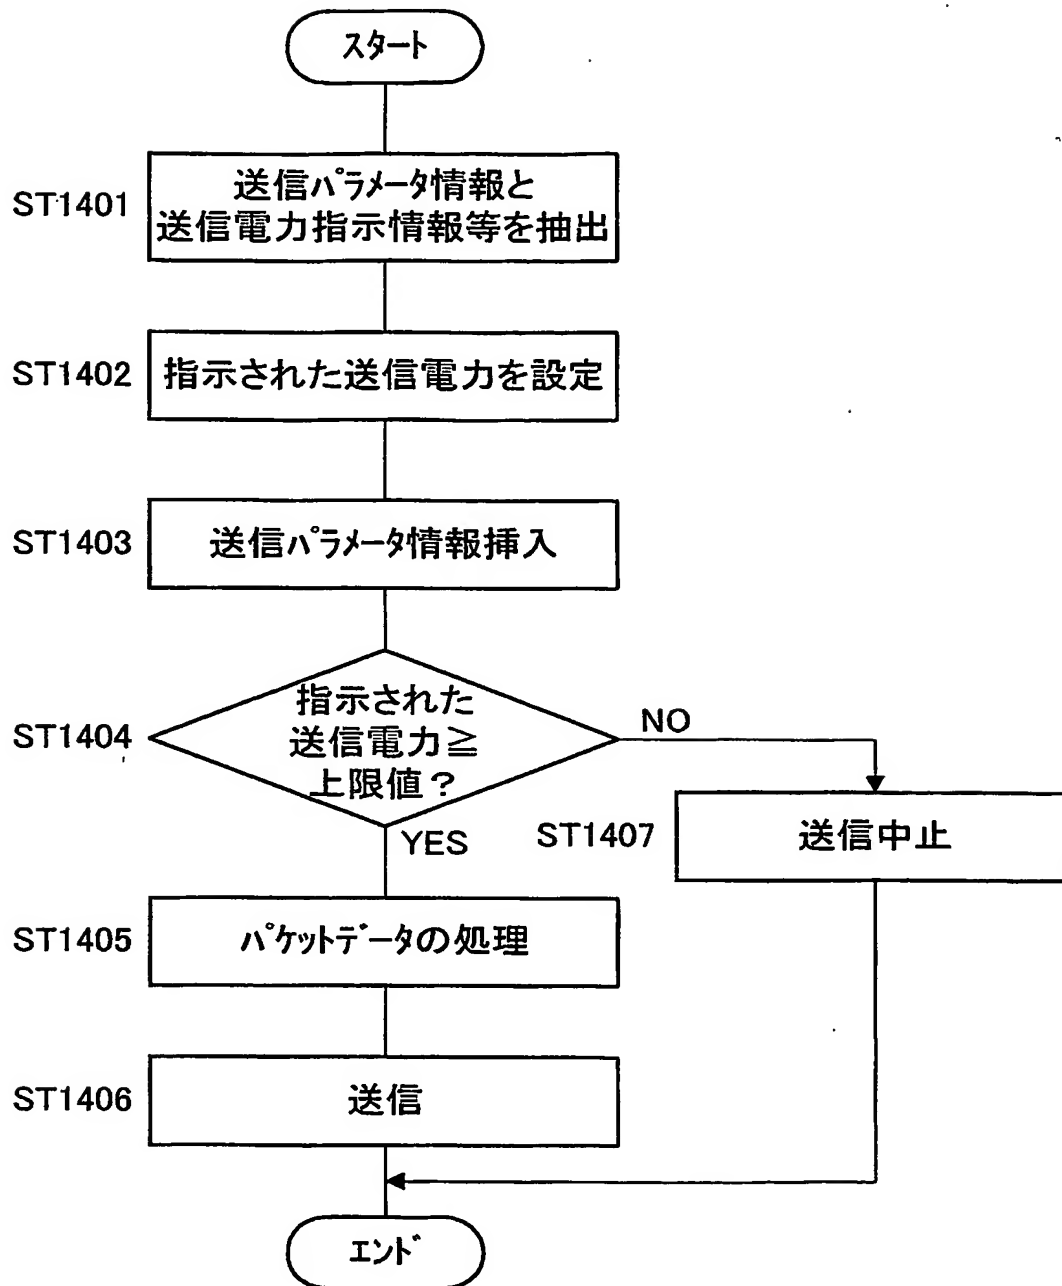 スタート
ST1401
送信パラメータ情報と
送信電力指示情報等を抽出
ST1402
指示された送信電力を設定
ST1403
送信パラメータ情報挿入
ST1404
指示された
送信電力≧
上限値？
NO
YES
ST1407
送信中止
ST1405
パケットデータの処理
ST1406
送信
エンド